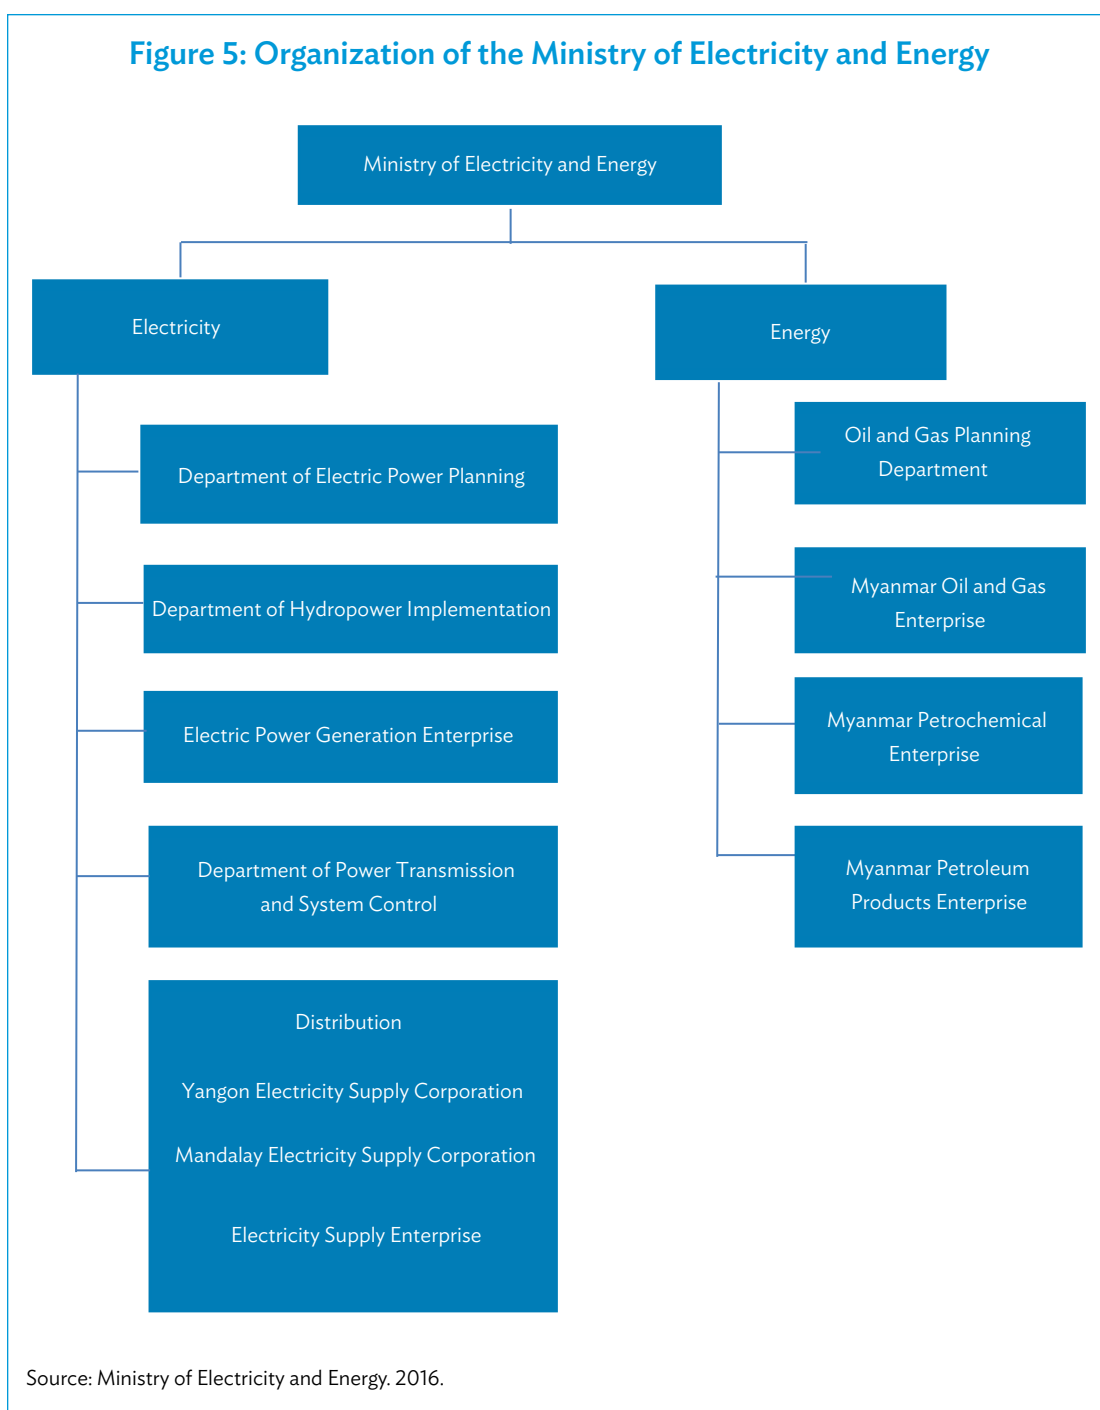 Figure 5: Organization of the Ministry of Electricity and Energy
Ministry of Electricity and Energy
Electricity
Department of Electric Power Planning
Department of Hydropower Implementation
Electric Power Generation Enterprise
Department of Power Transmission
and System Control
Distribution
Yangon Electricity Supply Corporation
Mandalay Electricity Supply Corporation
Electricity Supply Enterprise
Energy
Oil and Gas Planning
Department
Myanmar Oil and Gas
Enterprise
Myanmar Petrochemical
Enterprise
Myanmar Petroleum
Products Enterprise
Source: Ministry of Electricity and Energy. 2016.